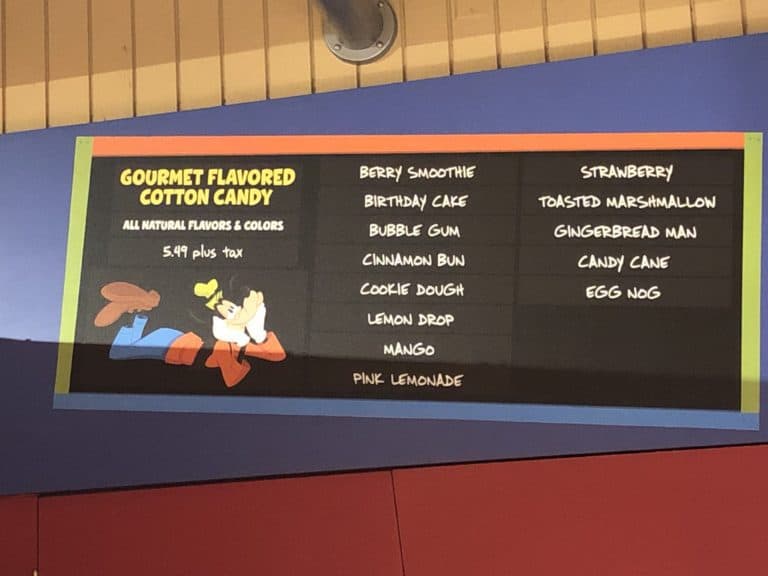 GOURMET FLAVORED
COTTON CANDY
ALL NATURAL FLAVORS & COLORS
5.49 plus tax
BERRY SMOOTHIE
BIRTHDAY CAKE
BUBBLE GUM
CINNAMON BUN
COOKIE DOUGH
LEMON DROP
MANGO
PINK LEMONADE
STRAWBERRY
TOASTED MARSHMALLOW
GINGERBREAD MAN
CANDY CANE
EGG NOG